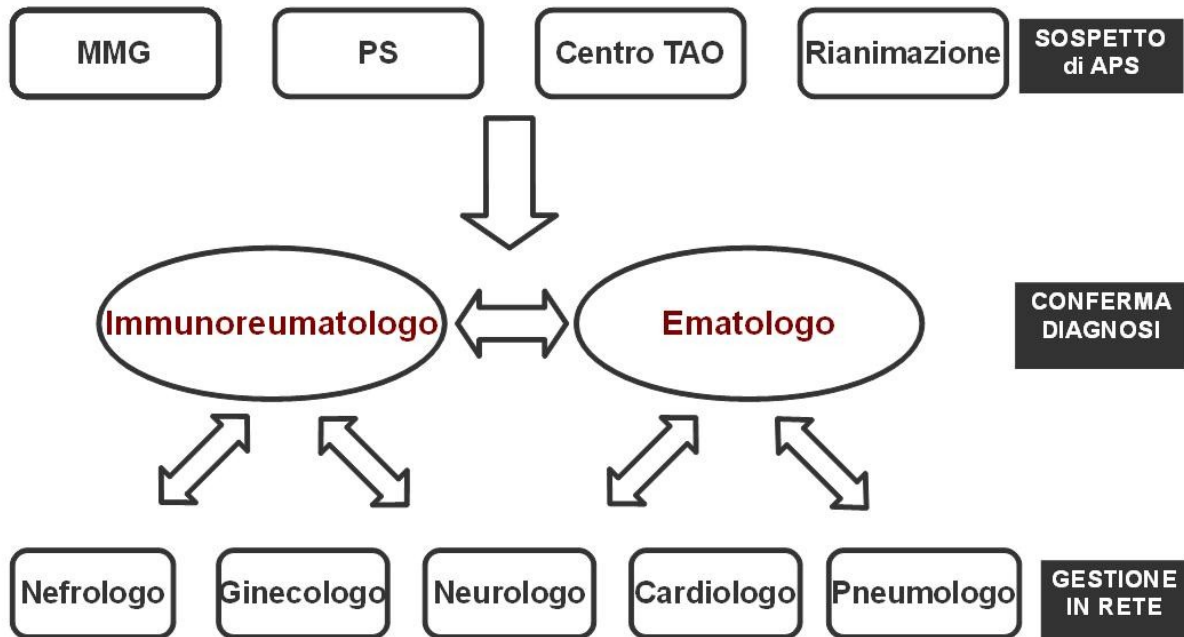 MMG
PS
Centro TAO
Rianimazione
SOSPETTO
di APS
Immunoreumatologo
Ematologo
CONFERMA
DIAGNOSI
Nefrologo
Ginecologo
Neurologo
Cardiologo
Pneumologo
GESTIONE
IN RETE